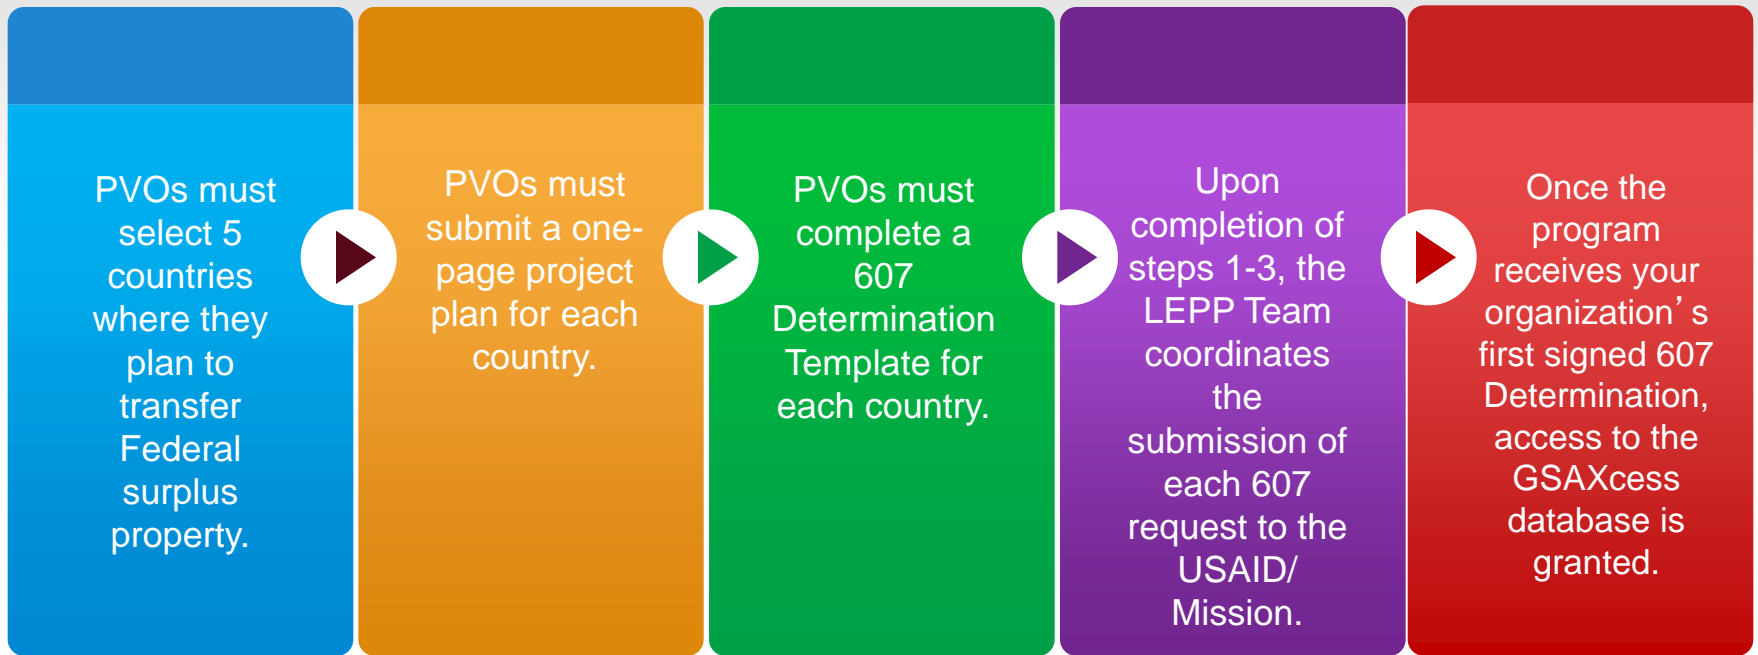 PVOs must
select 5
countries
where they
plan to
transfer
Federal
surplus
property.
PVOs must
submit a one-
page project
plan for each
country.
PVOs must
complete a
607
Determination
Template for
each country.
Upon
completion of
steps 1-3, the
LEPP Team
coordinates
the
submission of
each 607
request to the
USAID/
Mission.
Once the
program
receives your
organization’s
first signed 607
Determination,
access to the
GSAXcess
database is
granted.